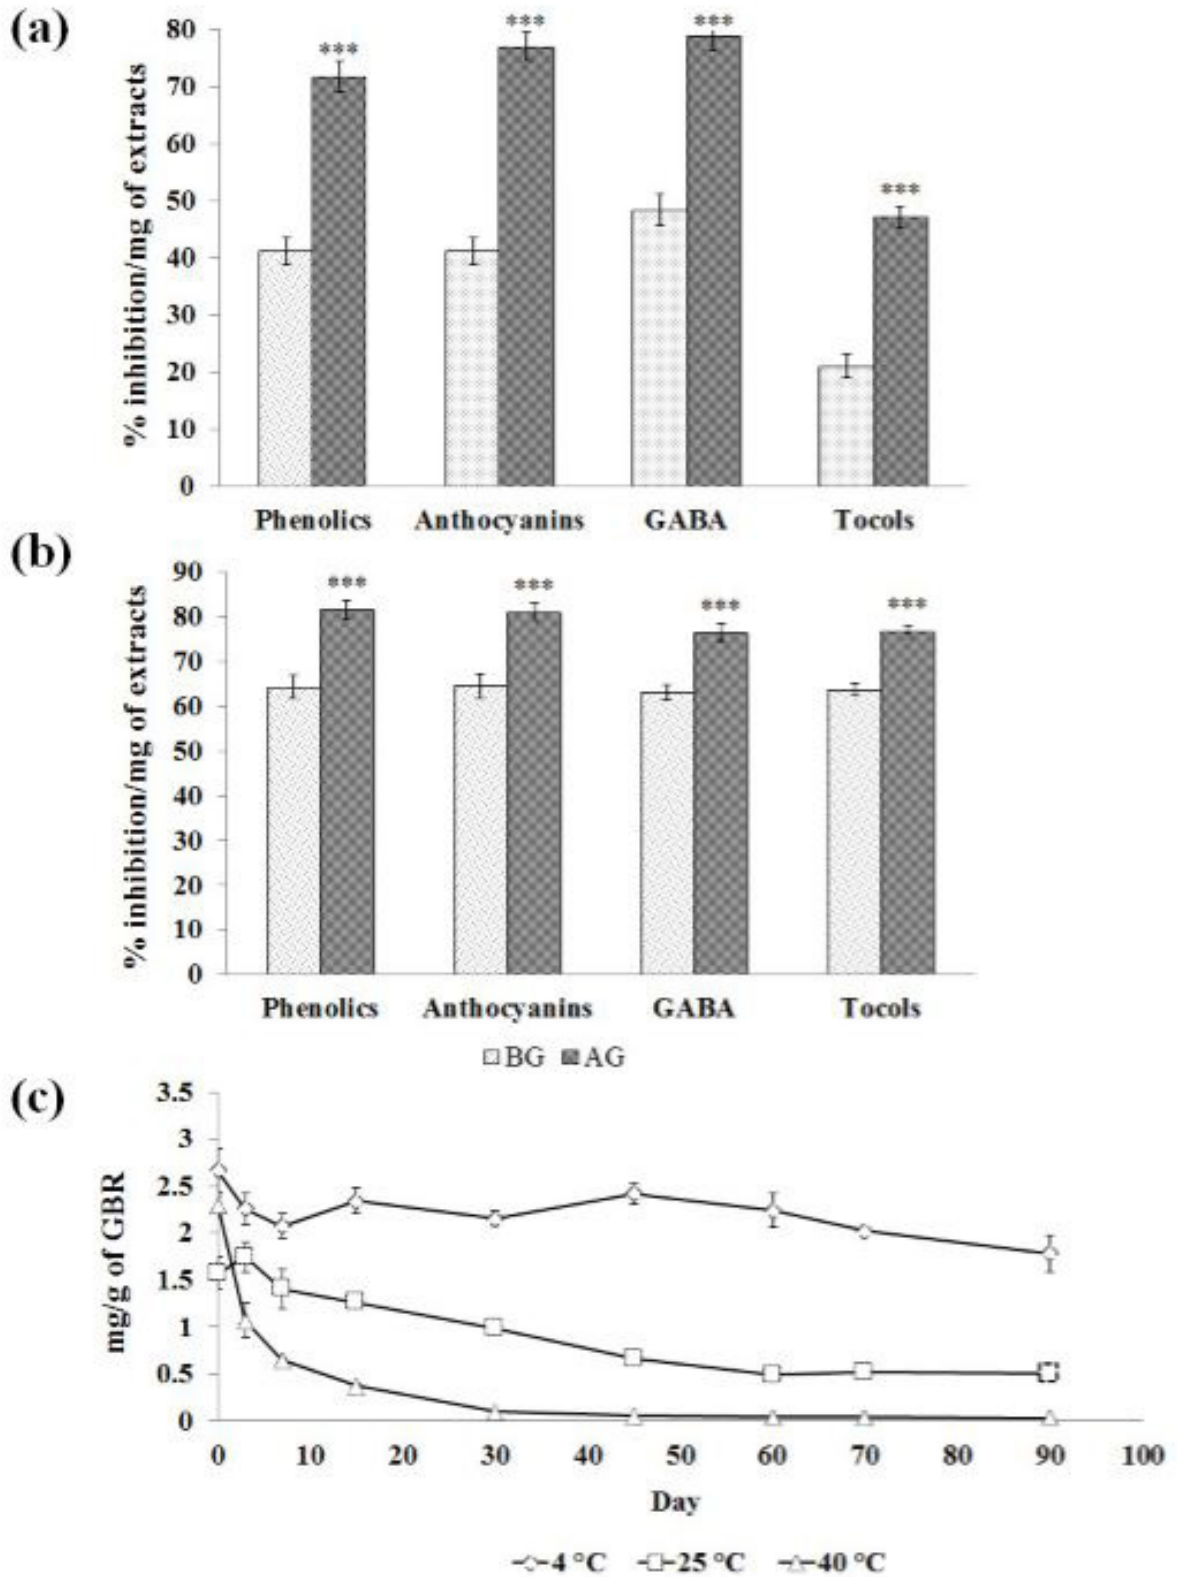 (a)
% inhibition/mg of extracts
80
70
60
50
40
30
20
10
0
***
***
***
***
Phenolics Anthocyanins GABA Tocols
(b)
% inhibition/mg of extracts
90
80
70
60
50
40
30
20
10
0
***
***
***
***
Phenolics Anthocyanins GABA Tocols
BG AG
(c)
mg/g of GBR
3.5
3
2.5
2
1.5
1
0.5
0
0 10 20 30 40 50 60 70 80 90 100
Day
4 °C 25 °C 40 °C